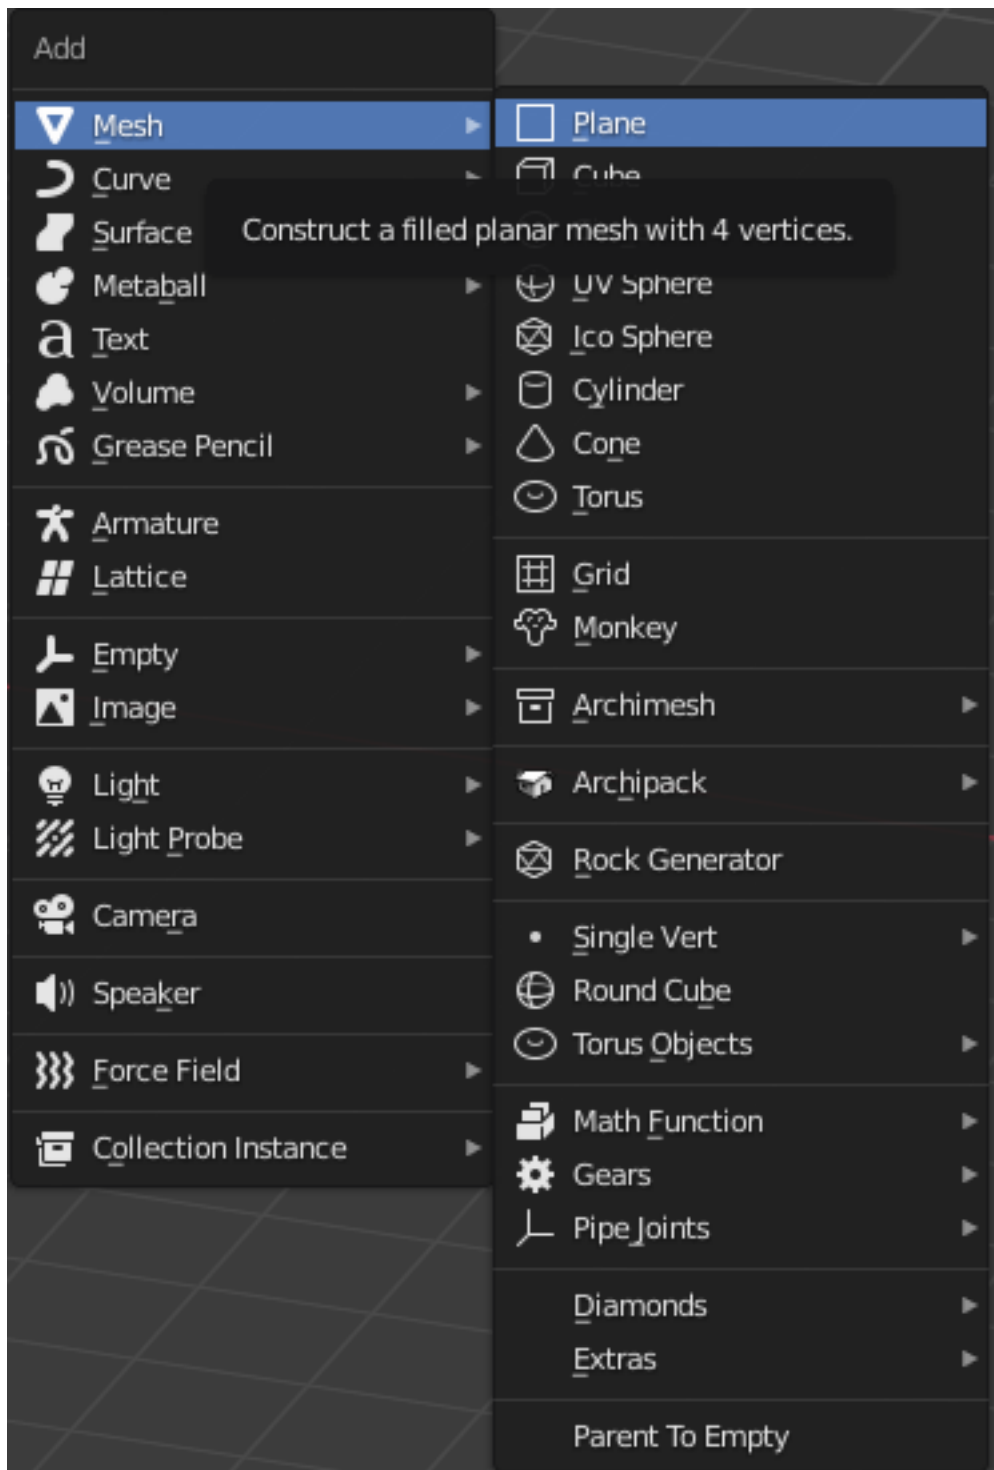 Add
Mesh
Curve
Surface
Metaball
Text
Volume
Grease Pencil
Armature
Lattice
Empty
Image
Light
Light Probe
Camera
Speaker
Force Field
Collection Instance
Plane
Cube
Construct a filled planar mesh with 4 vertices.
UV Sphere
Ico Sphere
Cylinder
Cone
Torus
Grid
Monkey
Archimesh
Archipack
Rock Generator
Single Vert
Round Cube
Torus Objects
Math Function
Gears
Pipe Joints
Diamonds
Extras
Parent To Empty